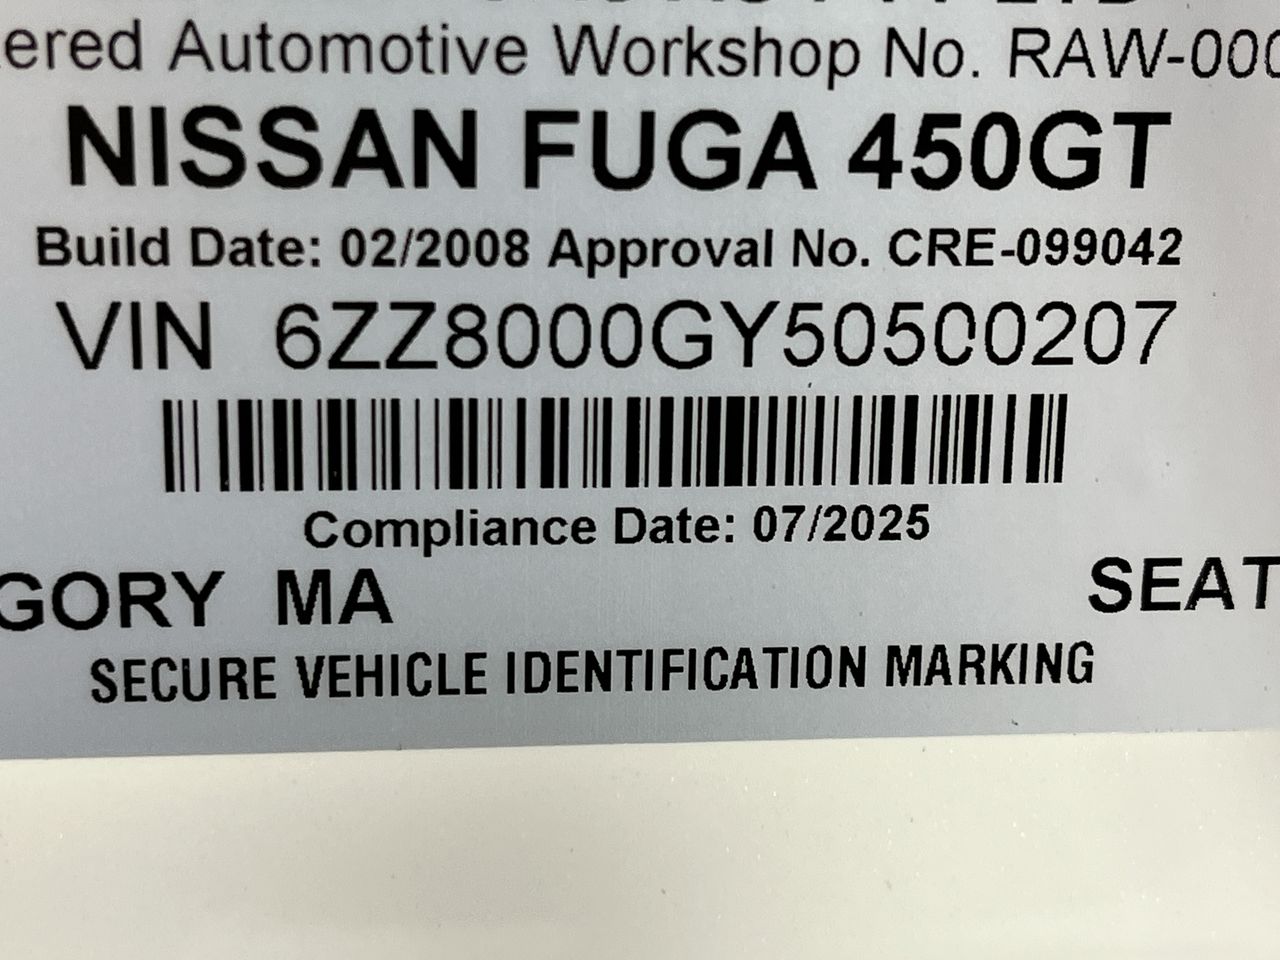 ered Automotive Workshop No. RAW-000
NISSAN FUGA 450GT
Build Date: 02/2008 Approval No. CRE-099042
VIN 6ZZ8000GY50500207
Compliance Date: 07/2025
GORY MA SEAT
SECURE VEHICLE IDENTIFICATION MARKING